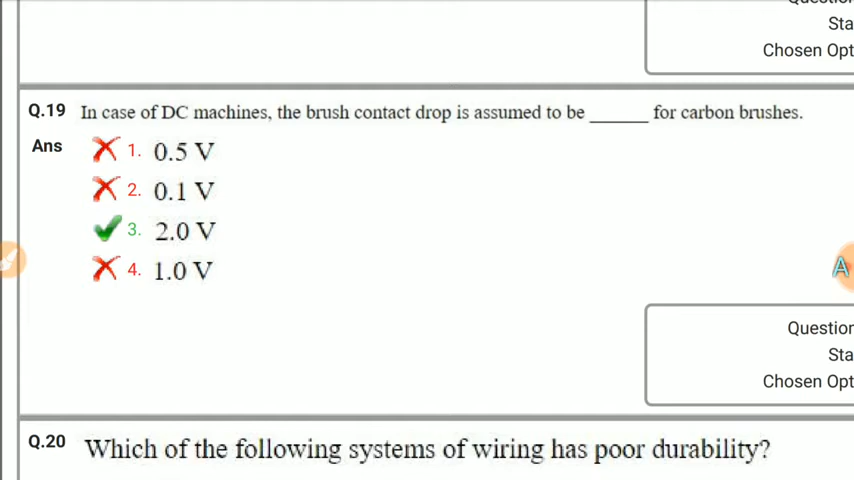 Sta
Chosen Opt
Q.19 In case of DC machines, the brush contact drop is assumed to be ______ for carbon brushes.
Ans 1. 0.5 V
2. 0.1 V
3. 2.0 V
4. 1.0 V
A
Question
Sta
Chosen Opt
Q.20 Which of the following systems of wiring has poor durability?